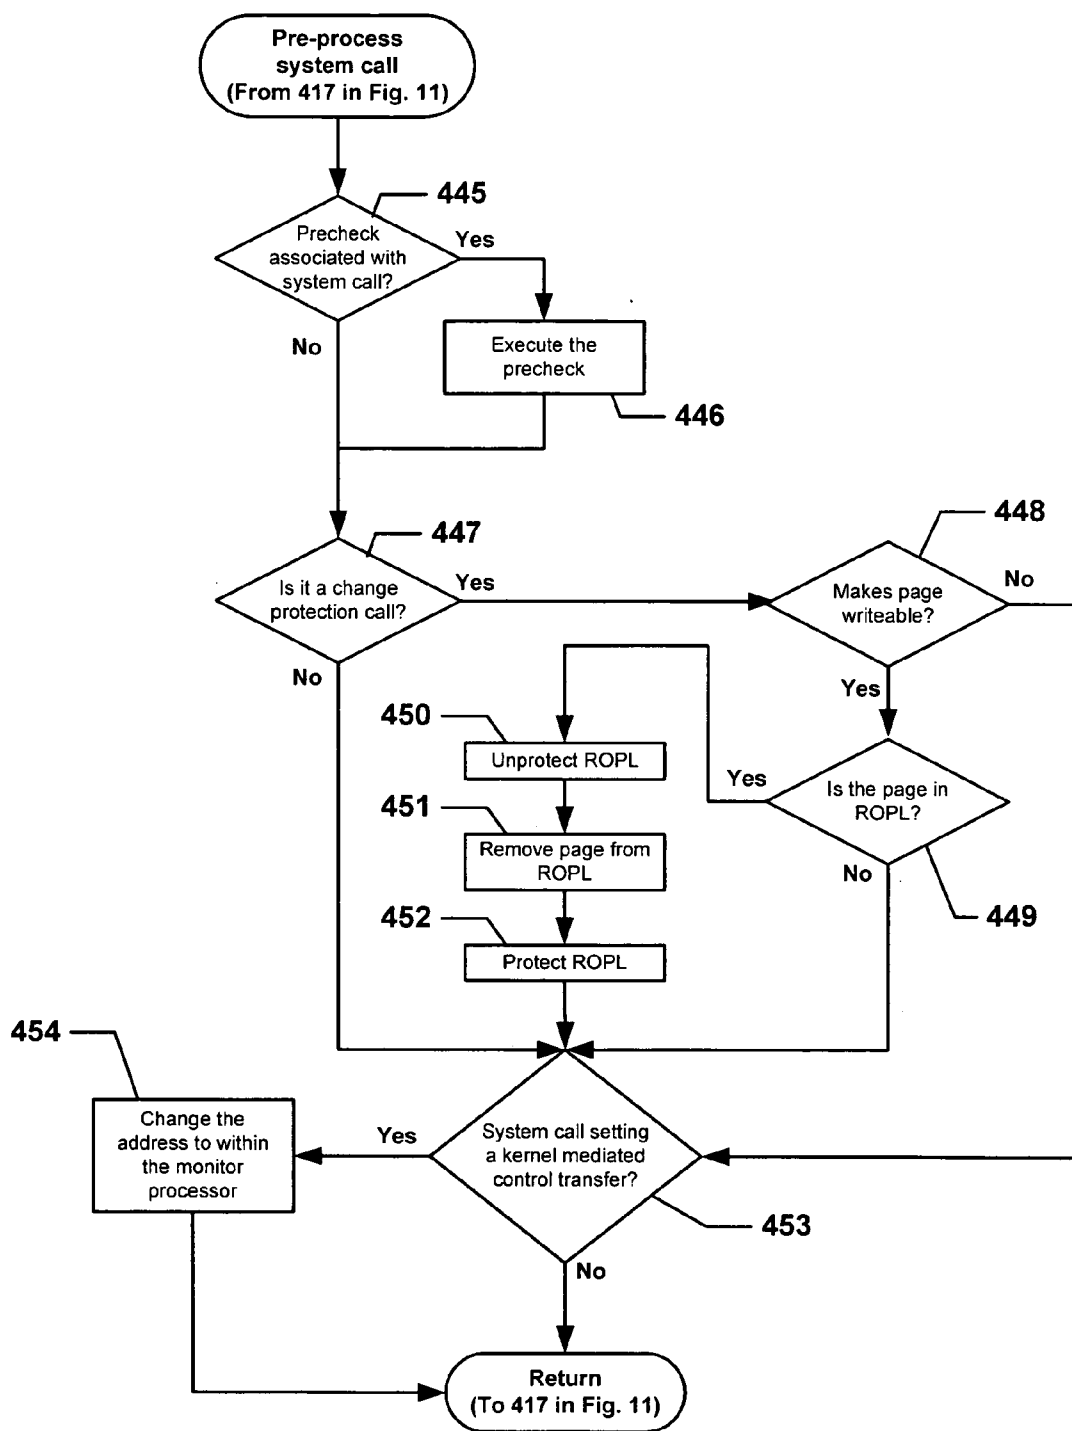 Pre-process
system call
(From 417 in Fig. 11)
445
Precheck
associated with
system call?
Yes
No
Execute the
precheck
446
447
Is it a change
protection call?
Yes
No
448
Makes page
writeable?
No
Yes
450
Unprotect ROPL
Yes
Is the page in
ROPL?
449
No
451
Remove page from
ROPL
452
Protect ROPL
454
Change the
address to within
the monitor
processor
Yes
System call setting
a kernel mediated
control transfer?
453
No
Return
(To 417 in Fig. 11)